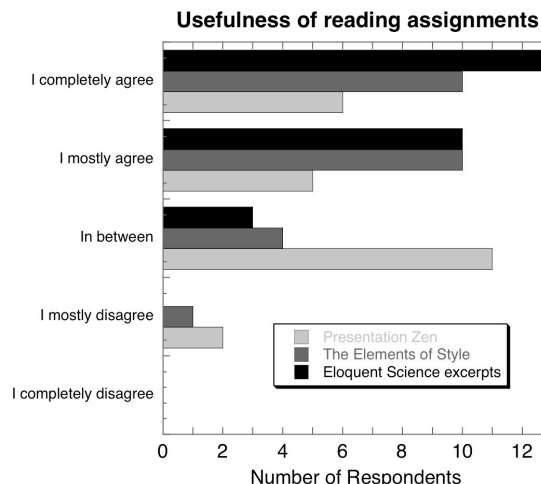 Usefulness of reading assignments
I completely agree
I mostly agree
In between
I mostly disagree
I completely disagree
Presentation Zen
The Elements of Style
Eloquent Science excerpts
0 2 4 6 8 10 12
Number of Respondents